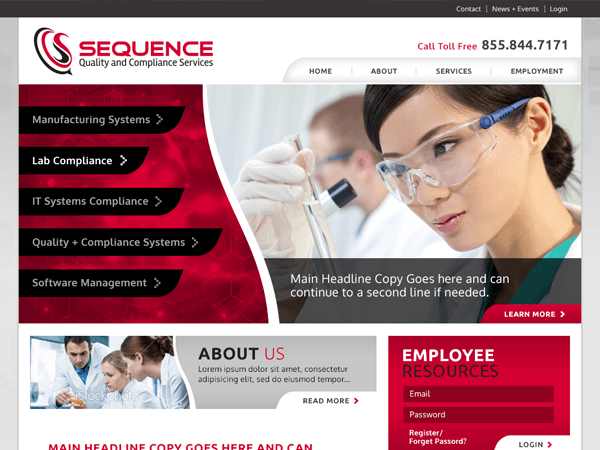 Contact | News + Events | Login
SEQUENCE
Quality and Compliance Services
Call Toll Free 855.844.7171
HOME
ABOUT
SERVICES
EMPLOYMENT
Manufacturing Systems
Lab Compliance
IT Systems Compliance
Quality + Compliance Systems
Software Management
Main Headline Copy Goes here and can
continue to a second line if needed.
LEARN MORE
iStockphoto
ABOUT US
Lorem ipsum dolor sit amet, consectetur
adipisicing elit, sed do eiusmod tempor...
READ MORE
EMPLOYEE
RESOURCES
Email
Password
Register/
Forget Passord?
LOGIN
MAIN HEADLINE COPY GOES HERE AND CAN